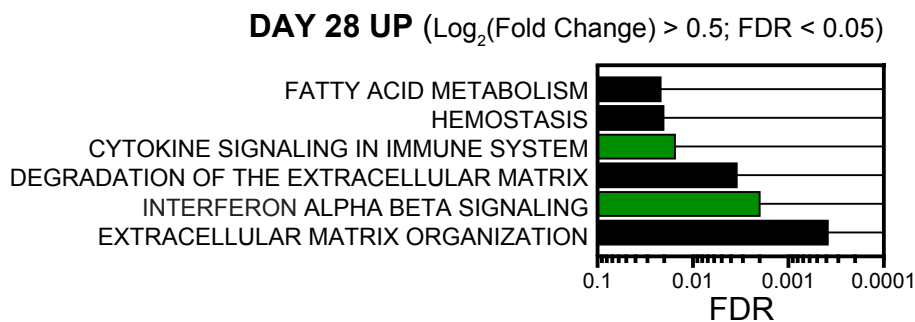 DAY 28 UP (Log2(Fold Change) > 0.5; FDR < 0.05)
FATTY ACID METABOLISM
HEMOSTASIS
CYTOKINE SIGNALING IN IMMUNE SYSTEM
DEGRADATION OF THE EXTRACELLULAR MATRIX
INTERFERON ALPHA BETA SIGNALING
EXTRACELLULAR MATRIX ORGANIZATION
0.1 0.01 0.001 0.0001
FDR